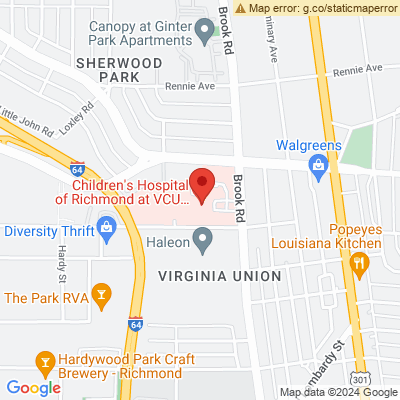 Map error: g.co/staticmaperror
Canopy at Ginter
Park Apartments
Brook Rd
minary Ave
SHERWOOD
PARK
Rennie Ave
Rennie Ave
Little John Rd
Loxley Rd
Walgreens
64
Children's Hospital
of Richmond at VCU...
Brook Rd
Diversity Thrift
Haleon
Popeyes
Louisiana Kitchen
Hardy St
VIRGINIA UNION
The Park RVA
64
Hardywood Park Craft
Brewery - Richmond
mbardy St
301
Google
Map data ©2024 Google